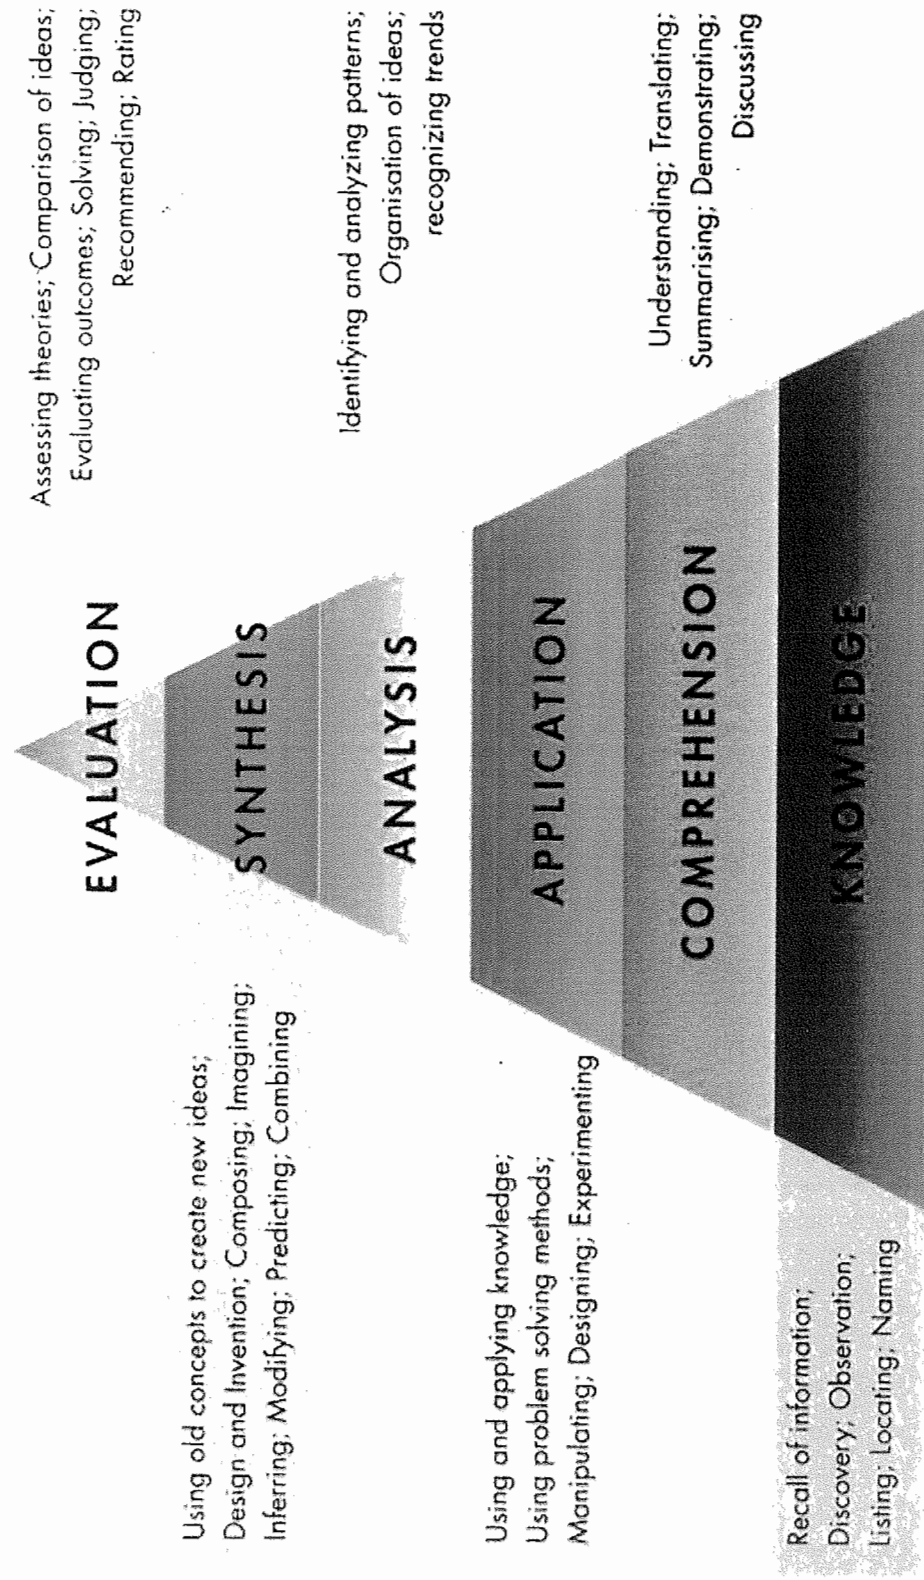 EVALUATION
Assessing theories; Comparison of ideas;
Evaluating outcomes; Solving; Judging;
Recommending; Rating
SYNTHESIS
Using old concepts to create new ideas;
Design and Invention; Composing; Imagining;
Inferring; Modifying; Predicting; Combining
ANALYSIS
Identifying and analyzing patterns;
Organisation of ideas;
recognizing trends
APPLICATION
Using and applying knowledge;
Using problem solving methods;
Manipulating; Designing; Experimenting
COMPREHENSION
Understanding; Translating;
Summarising; Demonstrating;
Discussing
KNOWLEDGE
Recall of information;
Discovery; Observation;
Listing; Locating; Naming